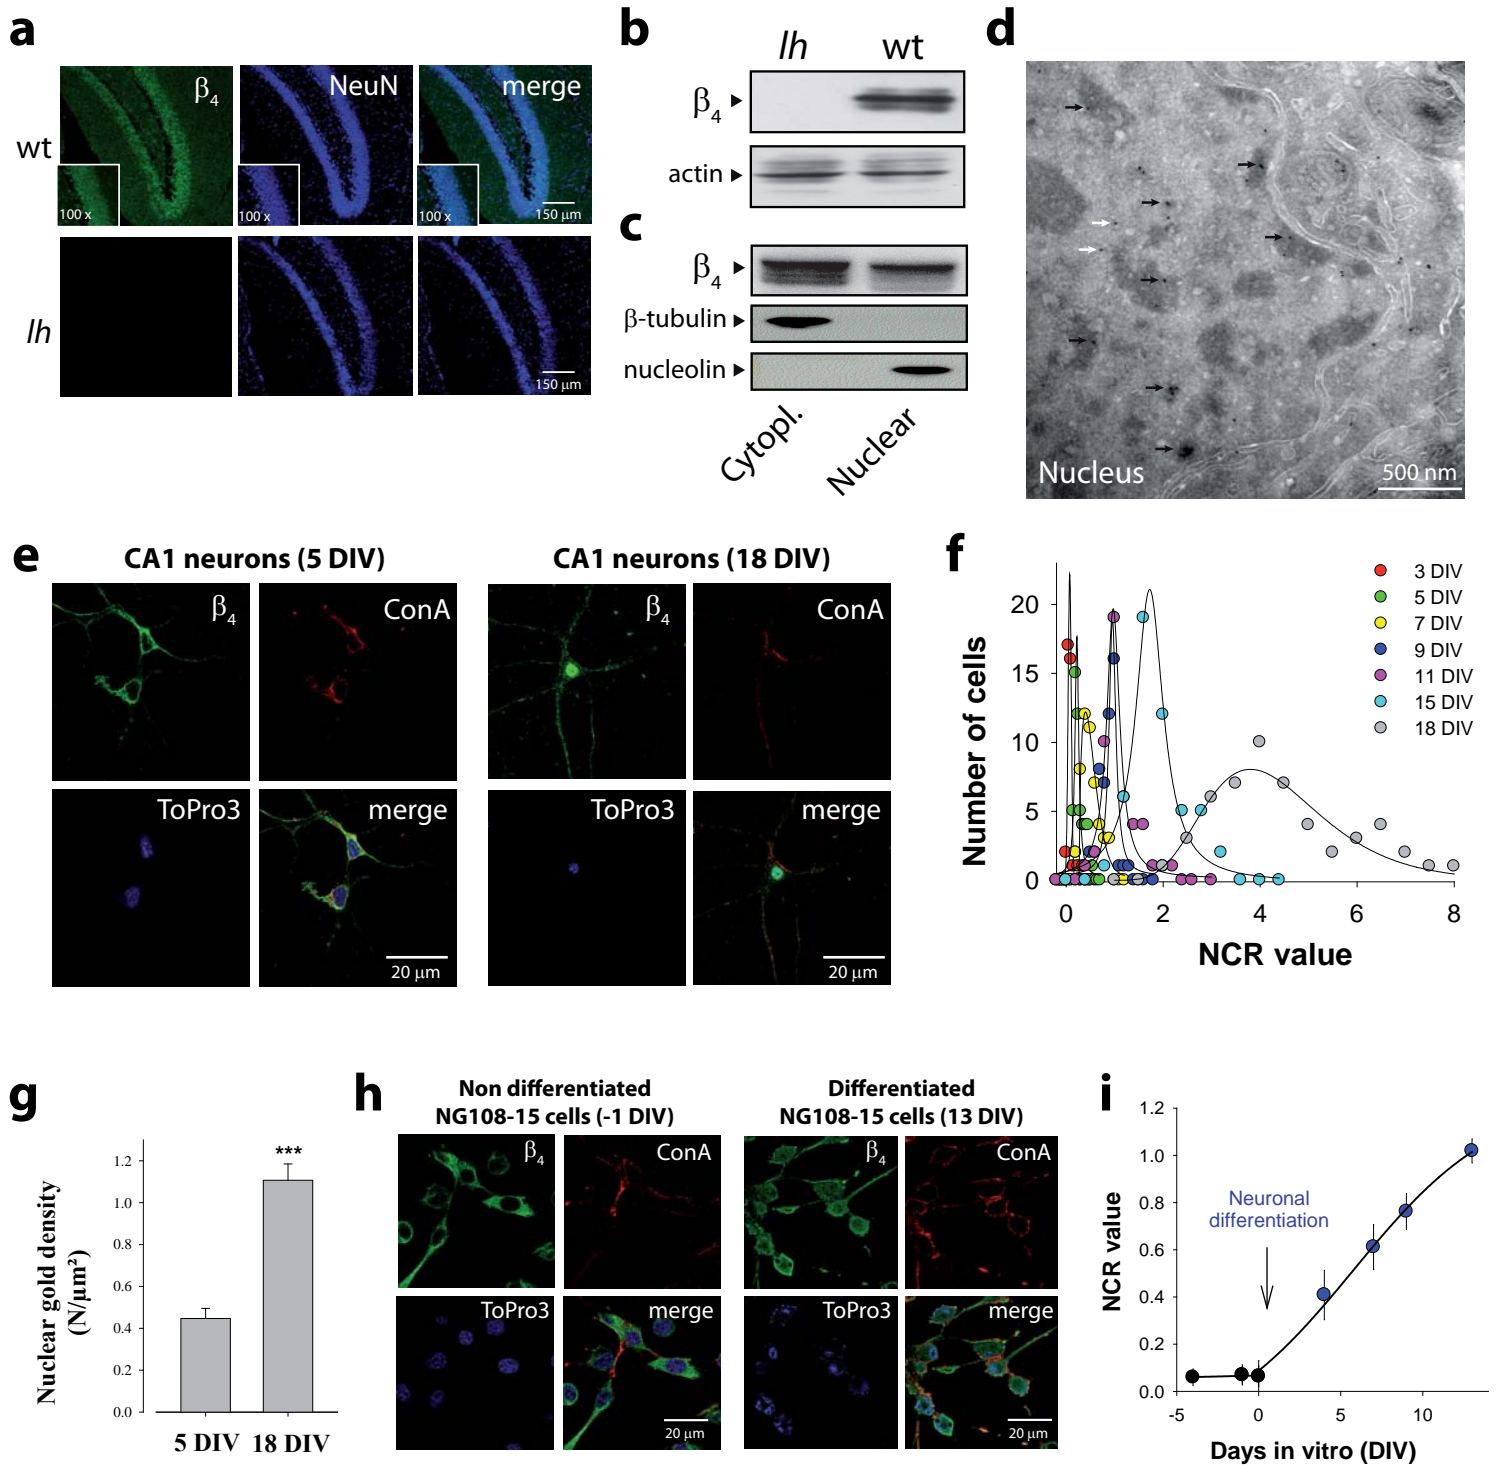 a
β4
NeuN
merge
wt
100 x
100 x
100 x
150 µm
lh
150 µm
b
lh
wt
β4
actin
c
β4
β-tubulin
nucleolin
Cytopl.
Nuclear
d
Nucleus
500 nm
e
CA1 neurons (5 DIV)
β4
ConA
ToPro3
merge
20 µm
CA1 neurons (18 DIV)
β4
ConA
ToPro3
merge
20 µm
f
Number of cells
20
15
10
5
0
0
2
4
6
8
NCR value
3 DIV
5 DIV
7 DIV
9 DIV
11 DIV
15 DIV
18 DIV
g
Nuclear gold density
(N/µm²)
1.2
1.0
0.8
0.6
0.4
0.2
0.0
***
5 DIV
18 DIV
h
Non differentiated
NG108-15 cells (-1 DIV)
β4
ConA
ToPro3
merge
20 µm
Differentiated
NG108-15 cells (13 DIV)
β4
ConA
ToPro3
merge
20 µm
i
NCR value
1.2
1.0
0.8
0.6
0.4
0.2
0.0
Neuronal
differentiation
-5
0
5
10
Days in vitro (DIV)